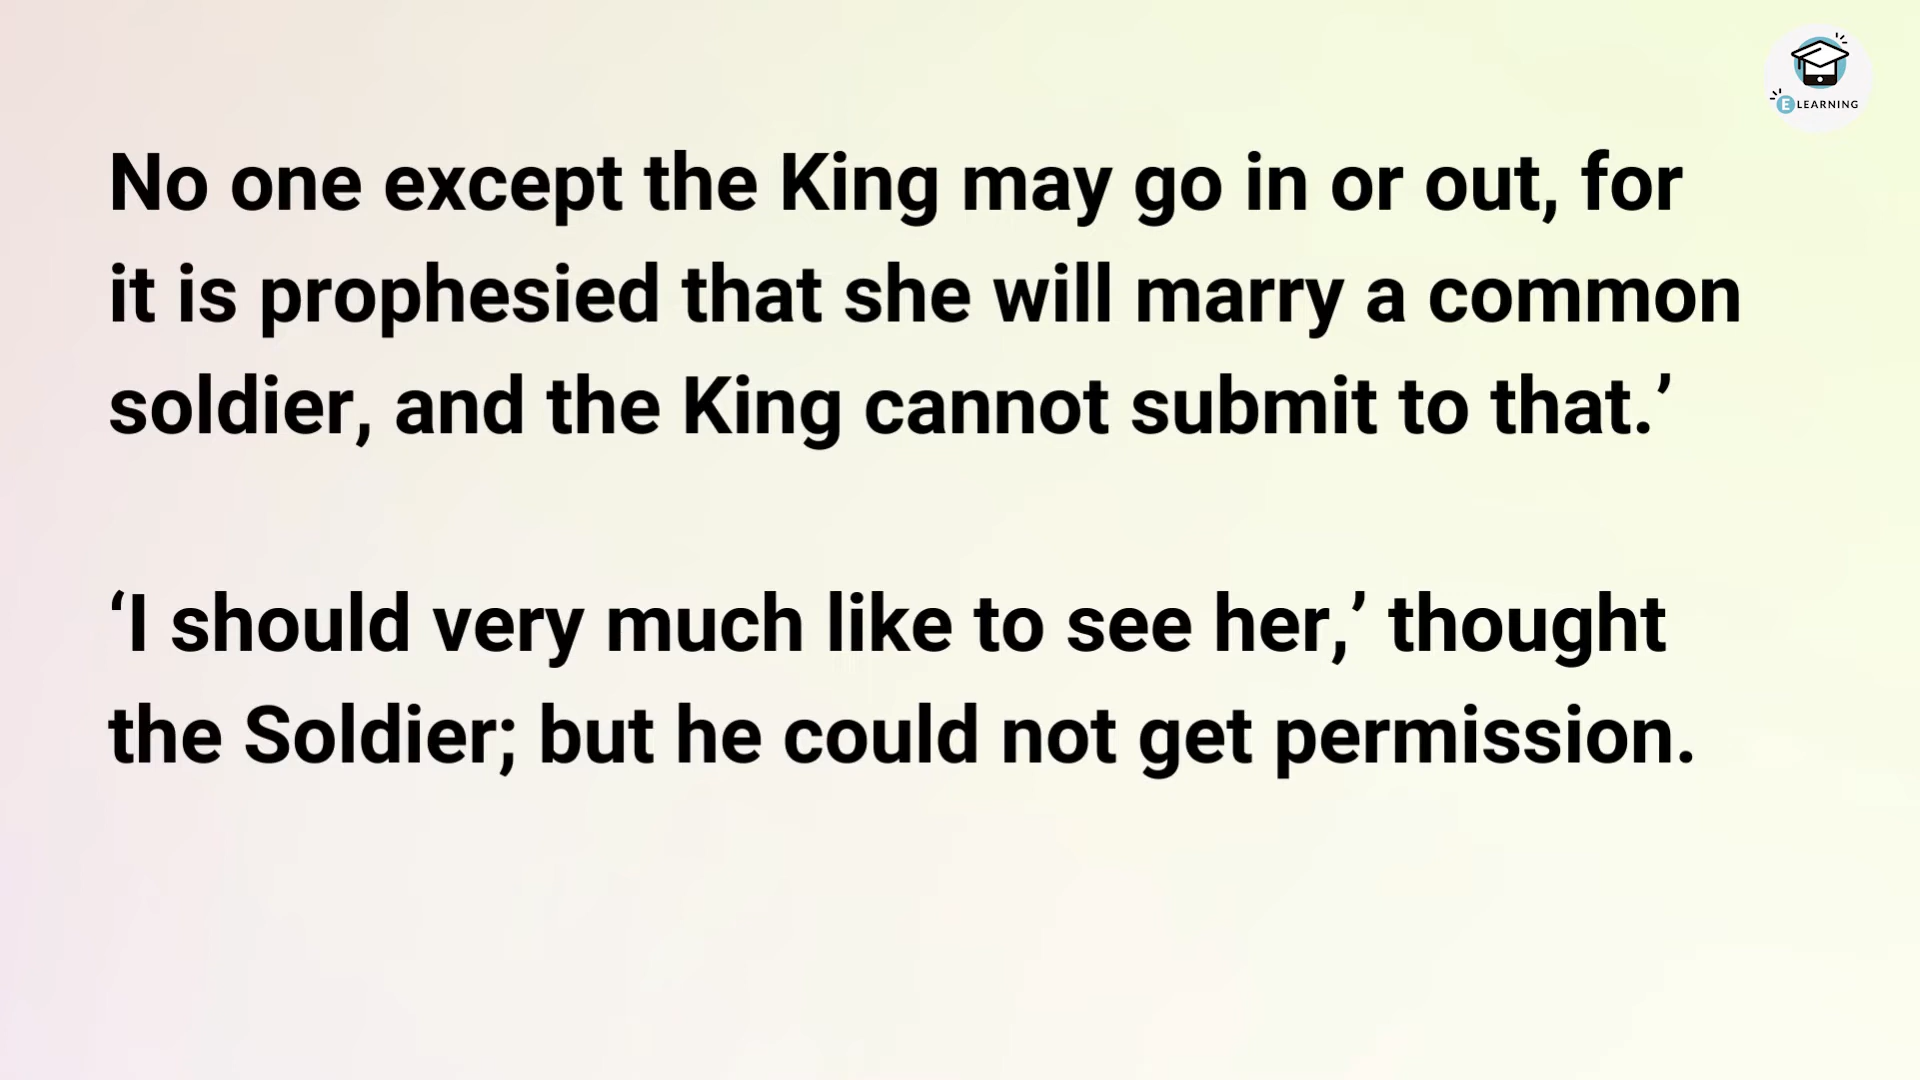 E LEARNING
No one except the King may go in or out, for
it is prophesied that she will marry a common
soldier, and the King cannot submit to that.’
‘I should very much like to see her,’ thought
the Soldier; but he could not get permission.